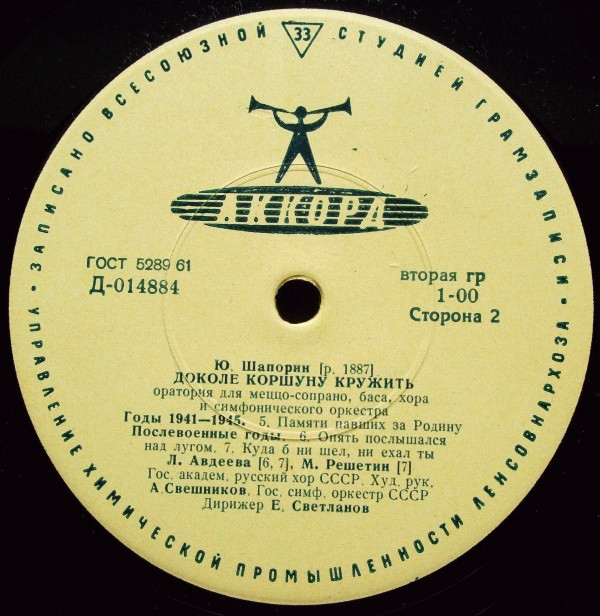 ЗАПИСАНО ВСЕСОЮЗНОЙ СТУДИЕЙ ГРАМЗАПИСИ
33
АККОРД
ГОСТ 5289 61
Д-014884
вторая гр
1-00
Сторона 2
Ю. Шапорин [р. 1887]
ДОКОЛЕ КОРШУНУ КРУЖИТЬ
оратория для меццо-сопрано, баса, хора
и симфонического оркестра
Годы 1941—1945. 5. Памяти павших за Родину
Послевоенные годы. 6. Опять послышался
над лугом. 7. Куда б ни шел, ни ехал ты
Л. Авдеева [6, 7], М. Решетин [7]
Гос. академ. русский хор СССР. Худ. рук.
А. Свешников. Гос. симф. оркестр СССР
Дирижер Е. Светланов
УПРАВЛЕНИЕ ХИМИЧЕСКОЙ ПРОМЫШЛЕННОСТИ ЛЕНСОВНАРХОЗА